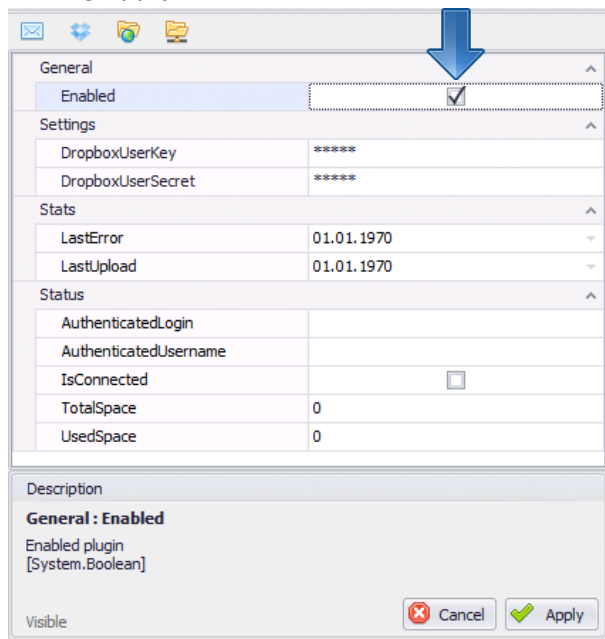 General
Enabled
Settings
DropboxUserKey *****
DropboxUserSecret *****
Stats
LastError 01.01.1970
LastUpload 01.01.1970
Status
AuthenticatedLogin
AuthenticatedUsername
IsConnected
TotalSpace 0
UsedSpace 0
Description
General : Enabled
Enabled plugin
[System.Boolean]
Visible Cancel Apply